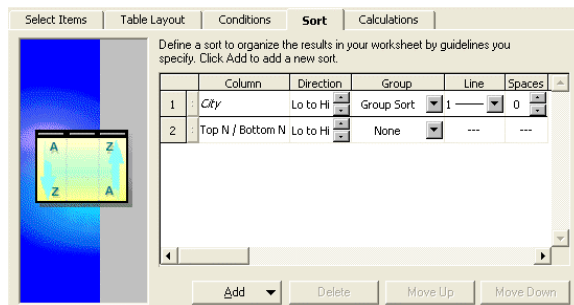 Select Items Table Layout Conditions Sort Calculations
Define a sort to organize the results in your worksheet by guidelines you
specify. Click Add to add a new sort.
Column Direction Group Line Spaces
1 City Lo to Hi Group Sort 1 0
2 Top N / Bottom N Lo to Hi None --- ---
A Z
Z A
Add Delete Move Up Move Down